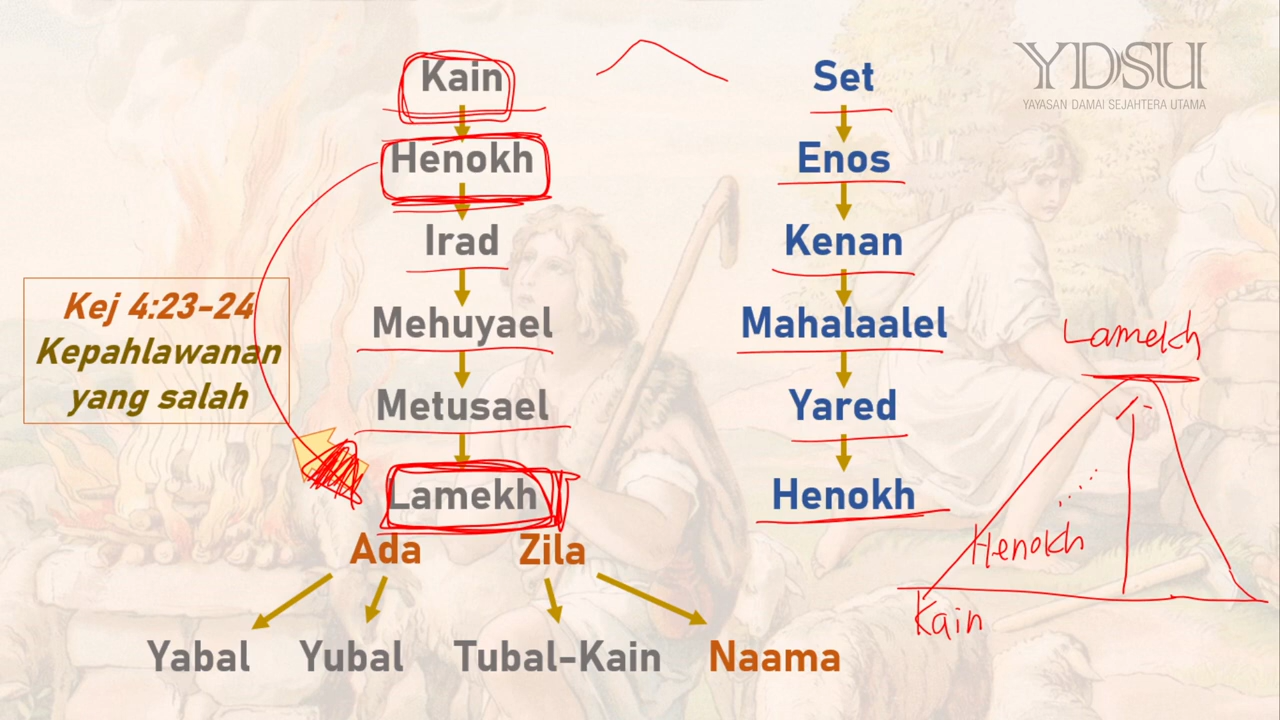 YDSU
YAYASAN DAMAI SEJAHTERA UTAMA
Kain
Henokh
Irad
Mehuyael
Metusael
Lamekh
Ada
Zila
Yabal
Yubal
Tubal-Kain
Naama
Kej 4:23-24
Kepahlawanan
yang salah
Set
Enos
Kenan
Mahalaalel
Yared
Henokh
Lamekh
Henokh
Kain